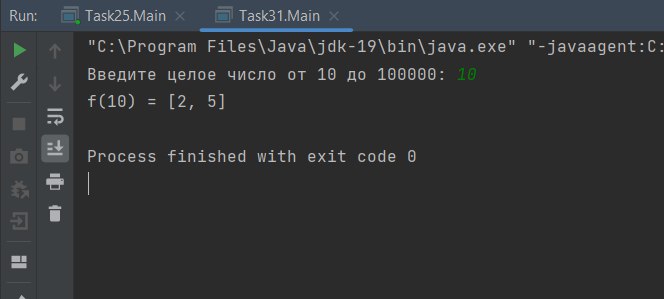 Run: Task25.Main Task31.Main
"C:\Program Files\Java\jdk-19\bin\java.exe" "-javaagent:C:
Введите целое число от 10 до 100000: 10
f(10) = [2, 5]
Process finished with exit code 0